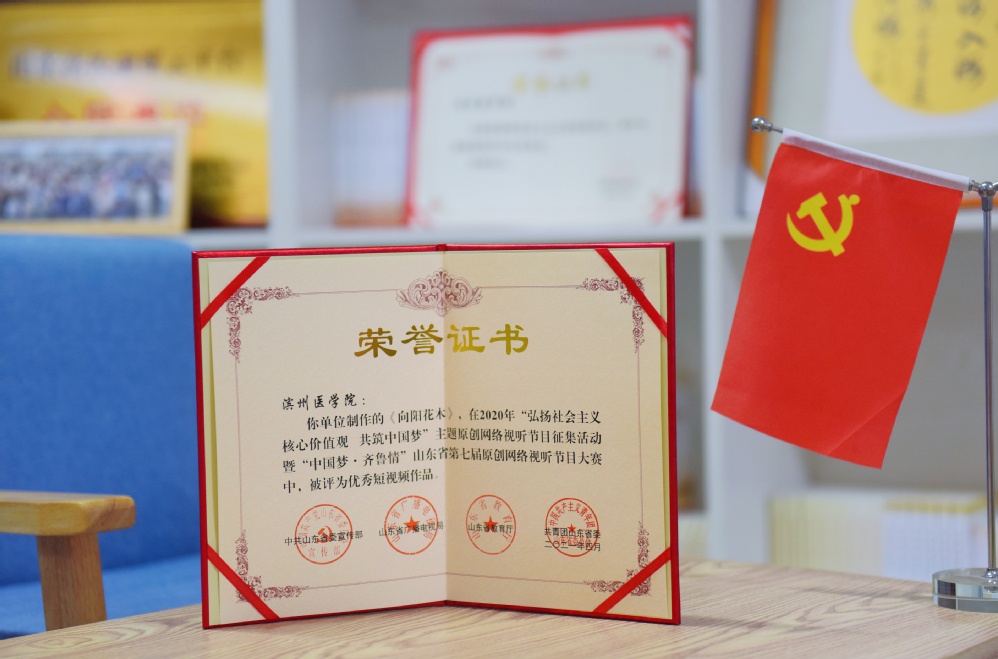 荣誉证书
滨州医学院：
你单位制作的《向阳花木》，在2020年“弘扬社会主义
核心价值观 共筑中国梦”主题原创网络视听节目征集活动
暨“中国梦·齐鲁情”山东省第七届原创网络视听节目大赛
中，被评为优秀短视频作品。
中共山东省委宣传部 山东省广播电视局 山东省教育厅 共青团山东省委
二〇二一年四月